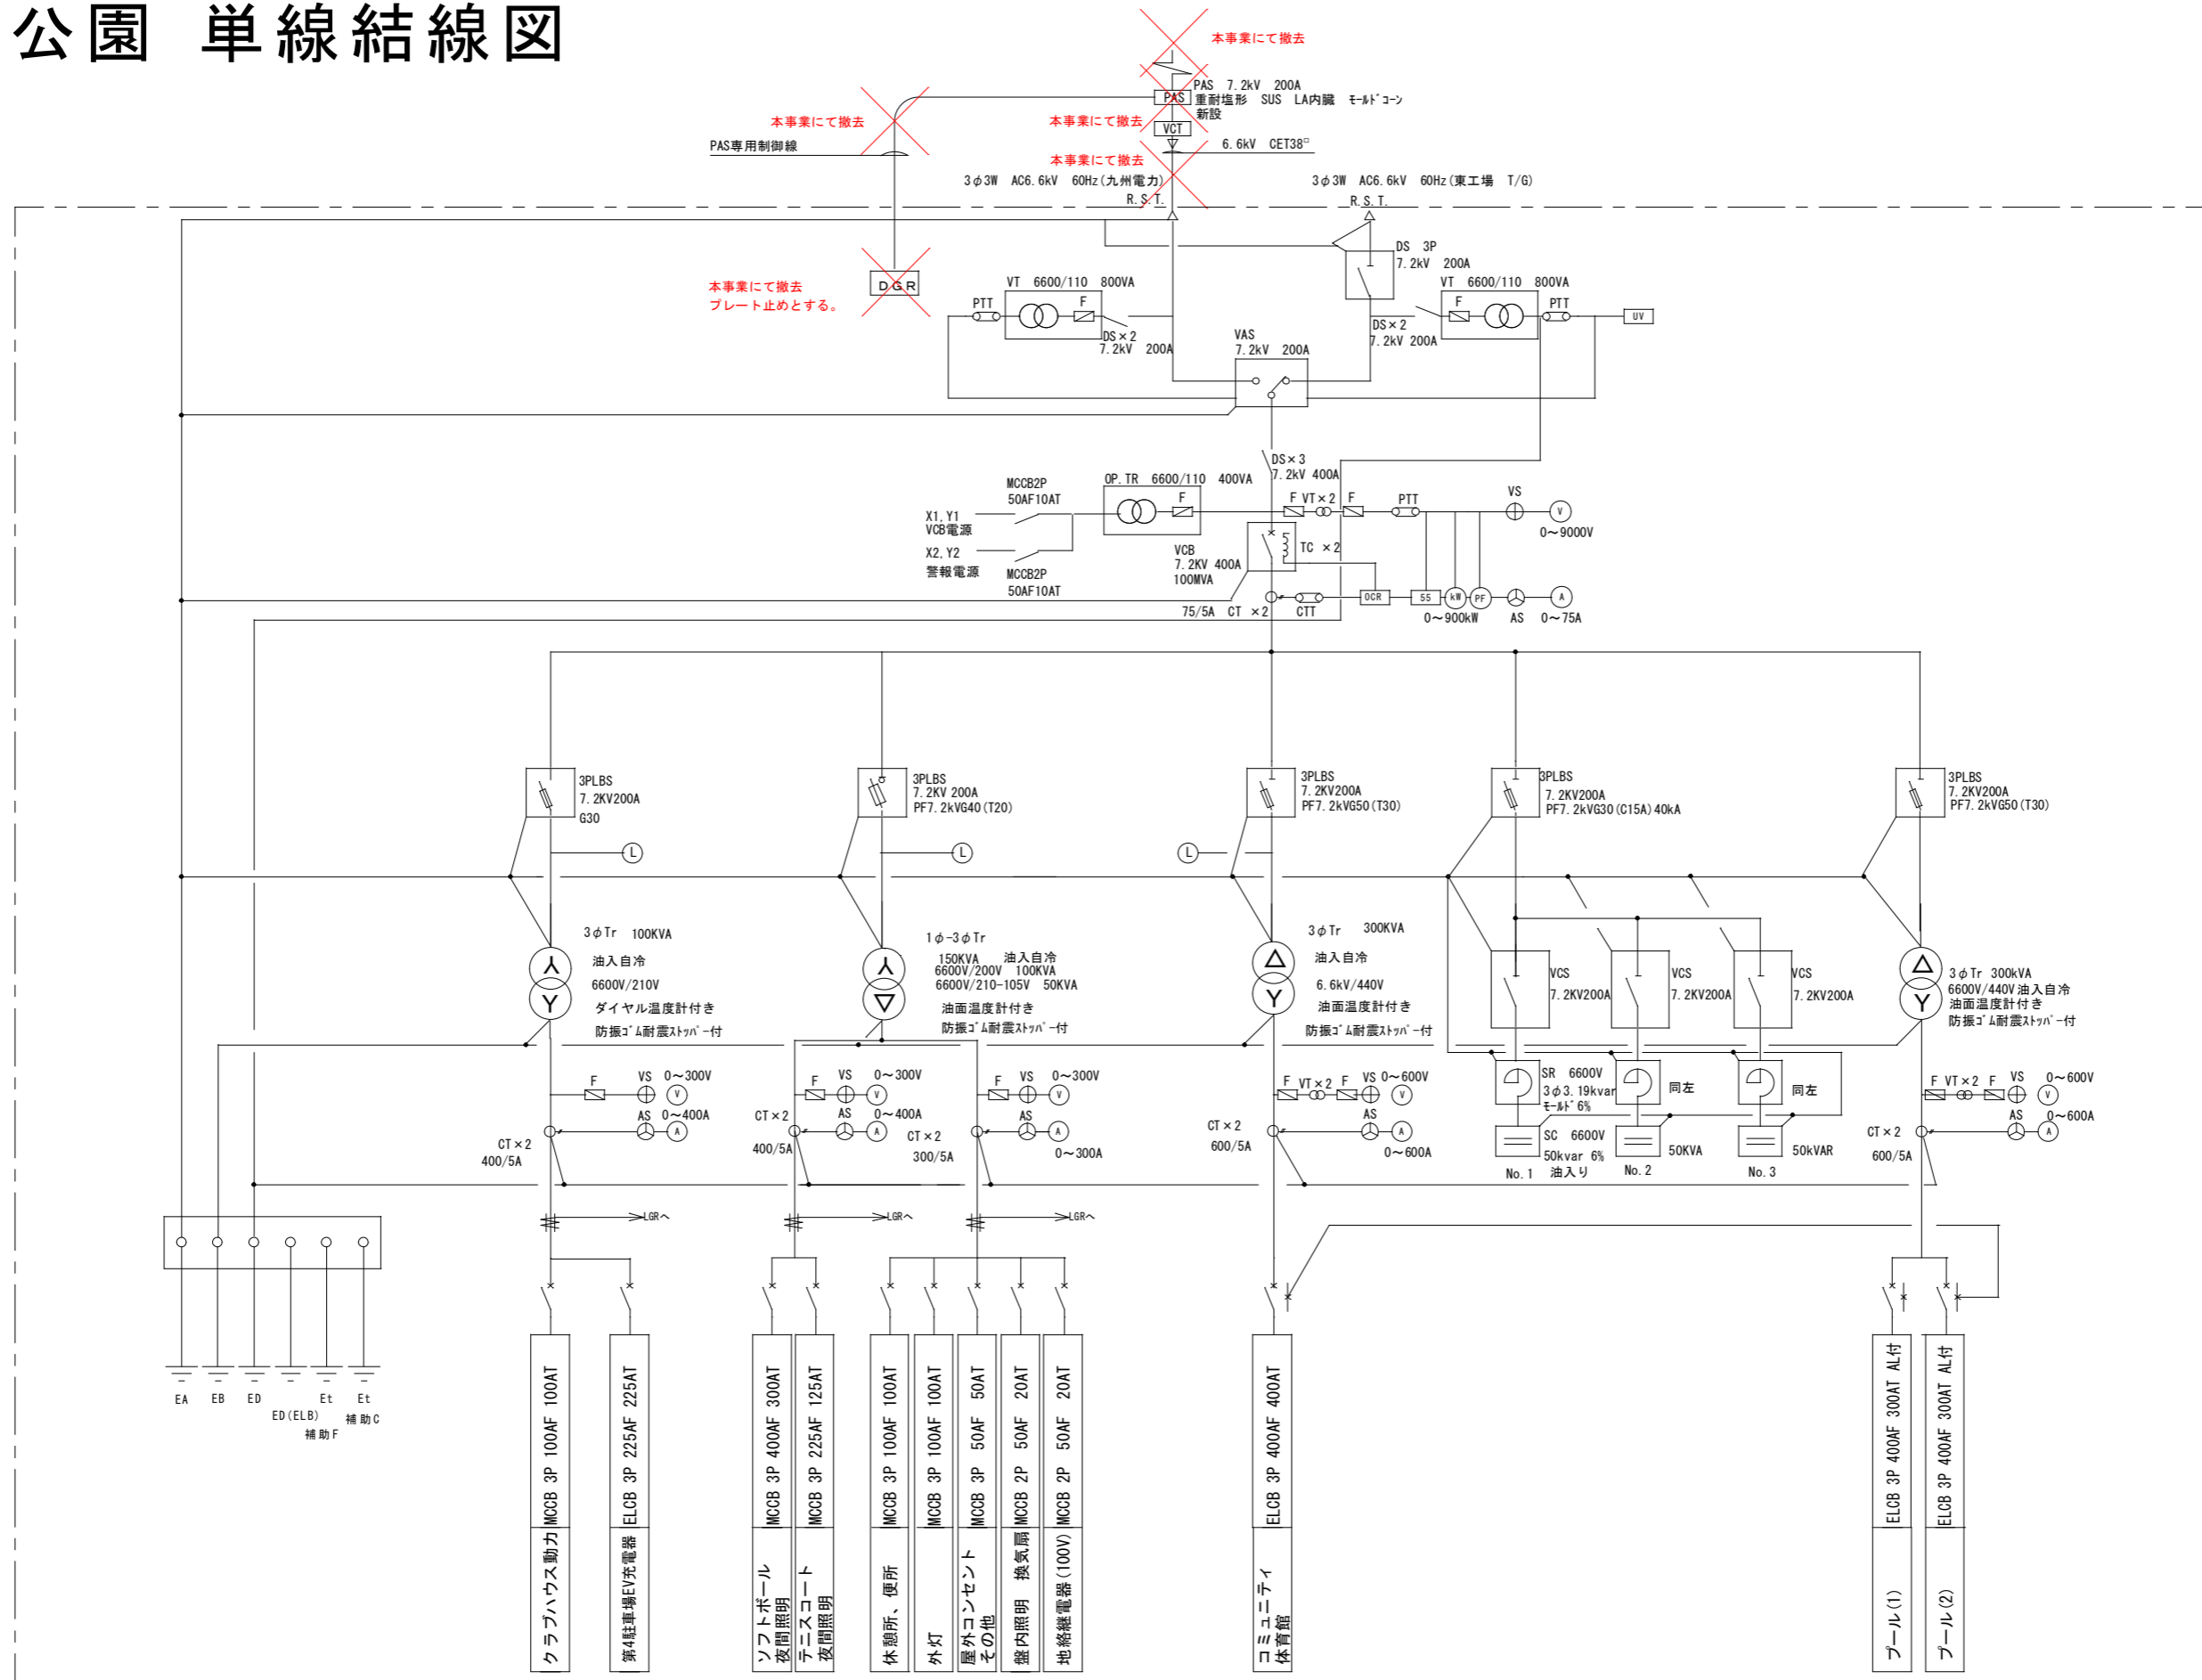 公園 単線結線図
本事業にて撤去
PAS 7.2kV 200A
PAS
重耐塩形 SUS LA内臓 モールドコーン
新設
本事業にて撤去
本事業にて撤去
VCT
PAS専用制御線
6.6kV CET38□
本事業にて撤去
3φ3W AC6.6kV 60Hz(九州電力)
R.S.T.
3φ3W AC6.6kV 60Hz(東工場 T/G)
R.S.T.
DS 3P
7.2kV 200A
本事業にて撤去
プレート止めとする。
DGR
VT 6600/110 800VA
PTT
F
DS×2
7.2kV 200A
VT 6600/110 800VA
F
PTT
UV
DS×2
7.2kV 200A
VAS
7.2kV 200A
DS×3
7.2kV 400A
MCCB2P
50AF10AT
OP.TR 6600/110 400VA
F
F VT×2 F
PTT
VS
V
0～9000V
X1,Y1
VCB電源
X2,Y2
警報電源
MCCB2P
50AF10AT
VCB
7.2KV 400A
100MVA
TC ×2
75/5A CT ×2
CTT
OCR
55
kW
PF
A
0～900kW
AS
0～75A
3PLBS
7.2KV200A
G30
3PLBS
7.2KV 200A
PF7.2kVG40(T20)
3PLBS
7.2KV200A
PF7.2kVG50(T30)
3PLBS
7.2KV200A
PF7.2kVG30(C15A)40kA
3PLBS
7.2KV200A
PF7.2kVG50(T30)
L
L
L
3φTr 100KVA
油入自冷
6600V/210V
ダイヤル温度計付き
防振ゴム耐震ストッパー付
1φ-3φTr
150KVA 油入自冷
6600V/200V 100KVA
6600V/210-105V 50KVA
油面温度計付き
防振ゴム耐震ストッパー付
3φTr 300KVA
油入自冷
6.6kV/440V
油面温度計付き
防振ゴム耐震ストッパー付
VCS
7.2KV200A
VCS
7.2KV200A
VCS
7.2KV200A
3φTr 300kVA
6600V/440V油入自冷
油面温度計付き
防振ゴム耐震ストッパー付
F
VS
0～300V
V
AS
0～400A
A
CT×2
400/5A
F
VS
0～300V
V
AS
0～400A
A
CT×2
400/5A
F
VS
0～300V
V
AS
A
0～300A
CT×2
300/5A
F VT×2 F
VS
0～600V
V
AS
A
0～600A
CT×2
600/5A
SR 6600V
3φ3.19kvar
モールド6%
同左
同左
SC 6600V
50kvar 6%
油入り
No.1
50KVA
No.2
50kVAR
No.3
F VT×2 F
VS
0～600V
V
AS
0～600A
A
CT×2
600/5A
LGRへ
LGRへ
LGRへ
EA
EB
ED
ED(ELB)
Et
補助F
Et
補助C
MCCB 3P 100AF 100AT
クラブハウス動力
ELCB 3P 225AF 225AT
第4駐車場EV充電器
MCCB 3P 400AF 300AT
ソフトボール
夜間照明
MCCB 3P 225AF 125AT
テニスコート
夜間照明
MCCB 3P 100AF 100AT
休憩所、便所
MCCB 3P 100AF 100AT
外灯
MCCB 3P 50AF 50AT
屋外コンセント
その他
MCCB 2P 50AF 20AT
盤内照明 換気扇
MCCB 2P 50AF 20AT
地絡継電器(100V)
ELCB 3P 400AF 400AT
コミュニティ
体育館
ELCB 3P 400AF 300AT AL付
プール(1)
ELCB 3P 400AF 300AT AL付
プール(2)